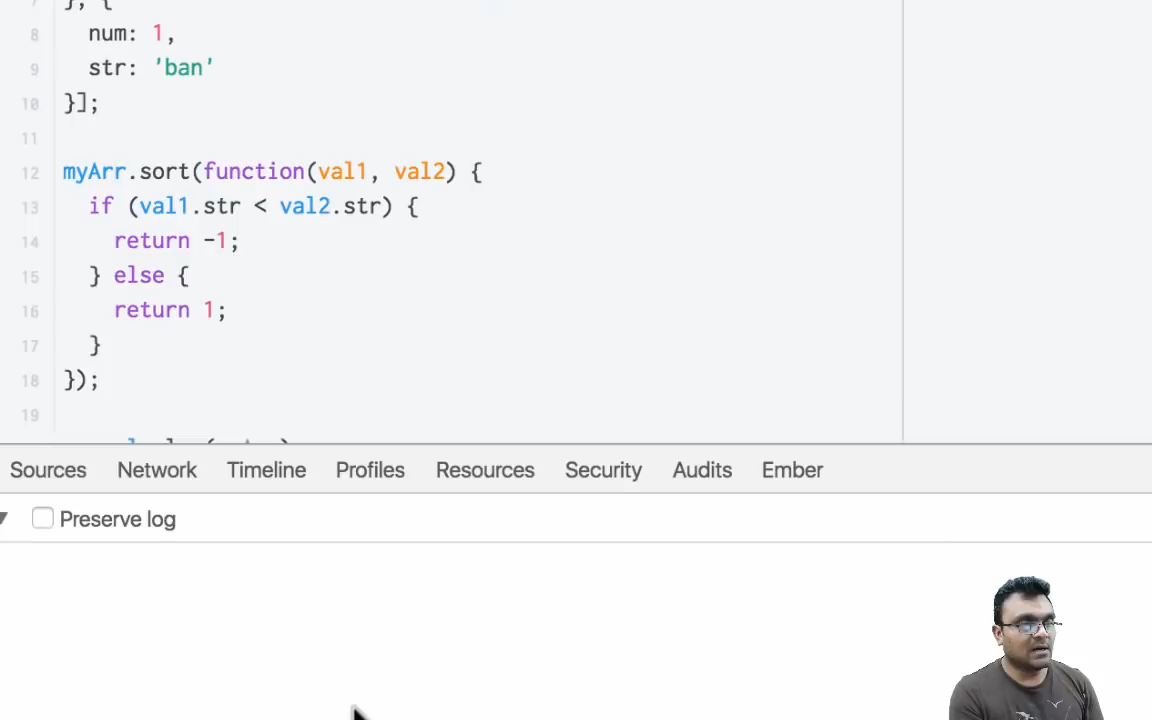 7 }, {
8 num: 1,
9 str: 'ban'
10 }];
11
12 myArr.sort(function(val1, val2) {
13 if (val1.str < val2.str) {
14 return -1;
15 } else {
16 return 1;
17 }
18 });
19
Sources Network Timeline Profiles Resources Security Audits Ember
Preserve log